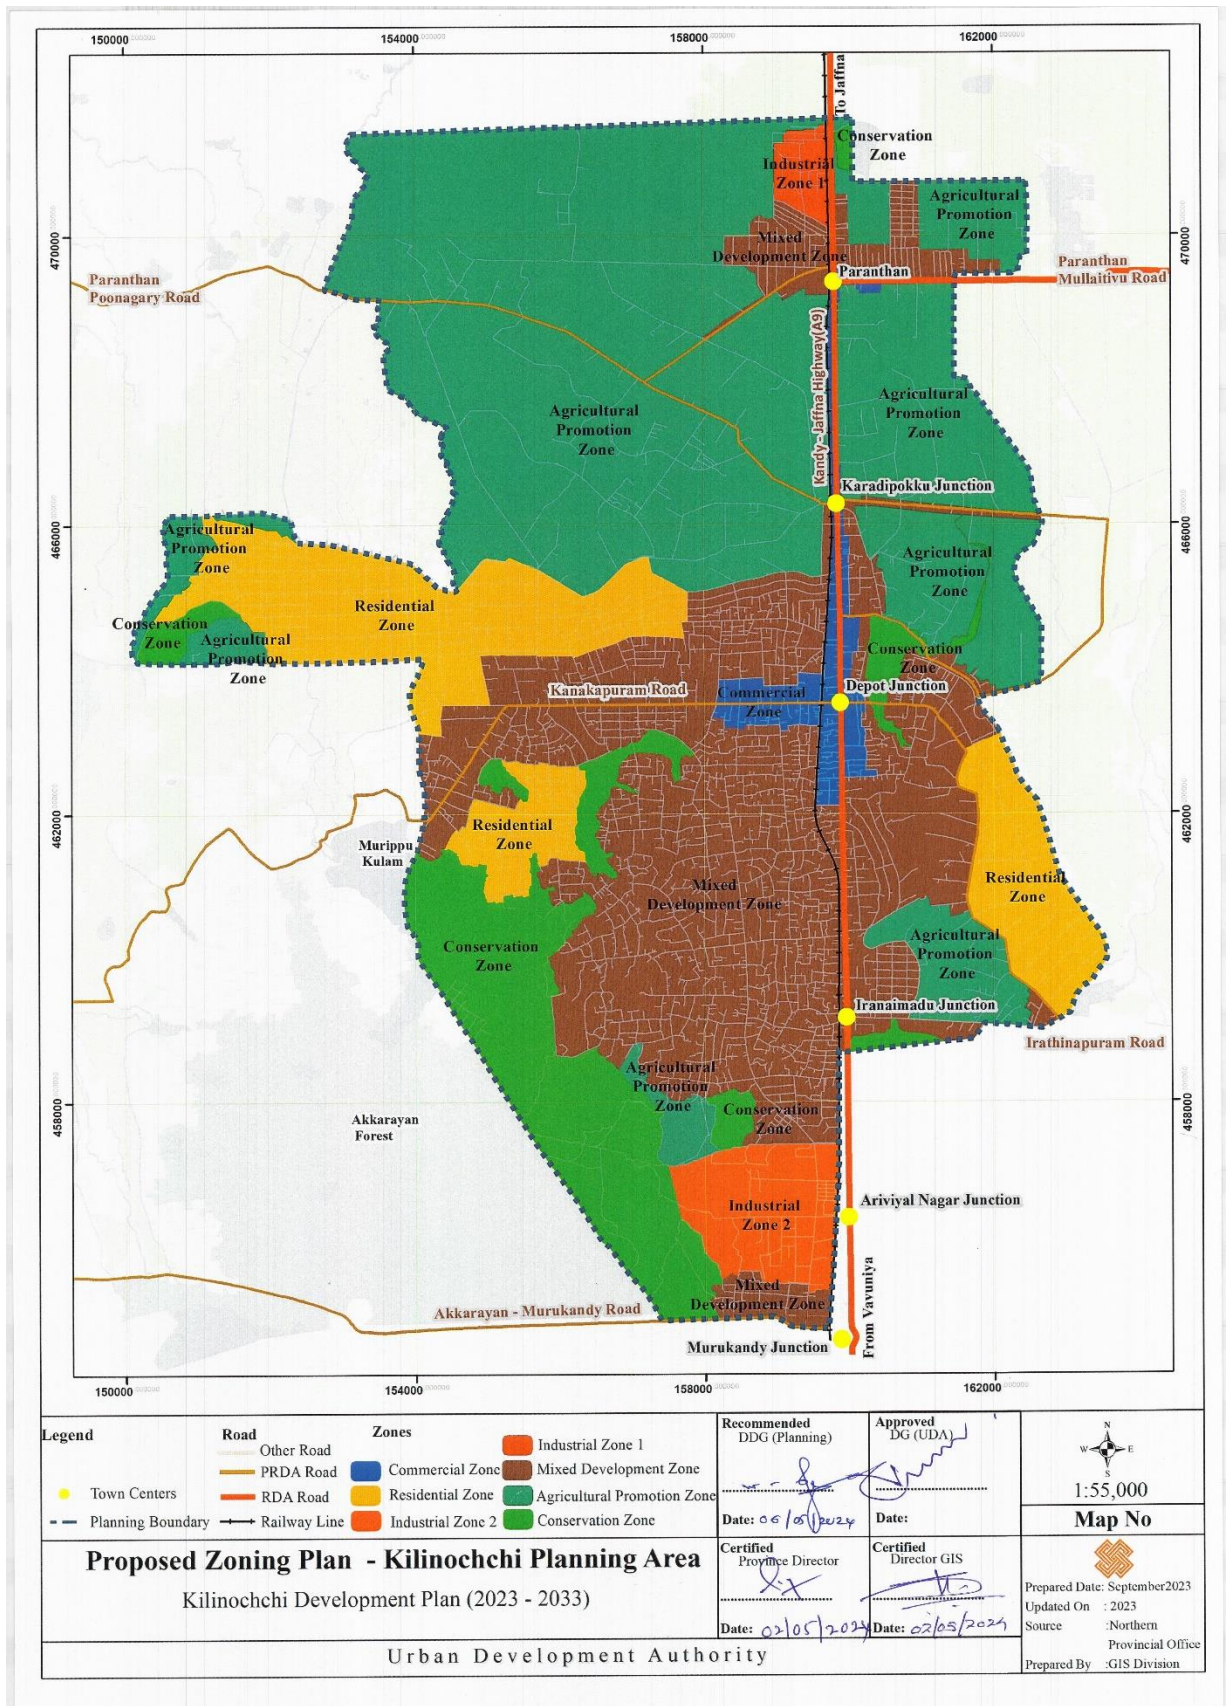 150000
154000
158000
162000
To Jaffna
Conservation
Zone
Industrial
Zone 1
Agricultural
Promotion
Zone
470000
470000
Mixed
Development Zone
Paranthan
Paranthan
Mullaitivu Road
Paranthan
Poonagary Road
Kandy - Jaffna Highway(A9)
Agricultural
Promotion
Zone
Agricultural
Promotion
Zone
Karadipokku Junction
466000
466000
Agricultural
Promotion
Zone
Agricultural
Promotion
Zone
Residential
Zone
Conservation
Zone
Agricultural
Promotion
Zone
Conservation
Zone
Kanakapuram Road
Commercial
Zone
Depot Junction
462000
462000
Residential
Zone
Murippu
Kulam
Mixed
Development Zone
Residential
Zone
Conservation
Zone
Agricultural
Promotion
Zone
Iranaimadu Junction
Irathinapuram Road
Agricultural
Promotion
Zone
Conservation
Zone
458000
458000
Akkarayan
Forest
Industrial
Zone 2
Ariviyal Nagar Junction
Mixed
Development Zone
Akkarayan - Murukandy Road
Murukandy Junction
From Vavuniya
150000
154000
158000
162000
Legend
Town Centers
Planning Boundary
Road
Other Road
PRDA Road
RDA Road
Railway Line
Zones
Commercial Zone
Residential Zone
Industrial Zone 2
Industrial Zone 1
Mixed Development Zone
Agricultural Promotion Zone
Conservation Zone
Recommended
DDG (Planning)
Date: 06/05/2024
Approved
DG (UDA)
Date:
N
W E
S
1:55,000
Map No
Proposed Zoning Plan - Kilinochchi Planning Area
Kilinochchi Development Plan (2023 - 2033)
Certified
Province Director
Date: 02/05/2024
Certified
Director GIS
Date: 02/05/2024
Prepared Date: September2023
Updated On : 2023
Source :Northern
Provincial Office
Prepared By :GIS Division
Urban Development Authority